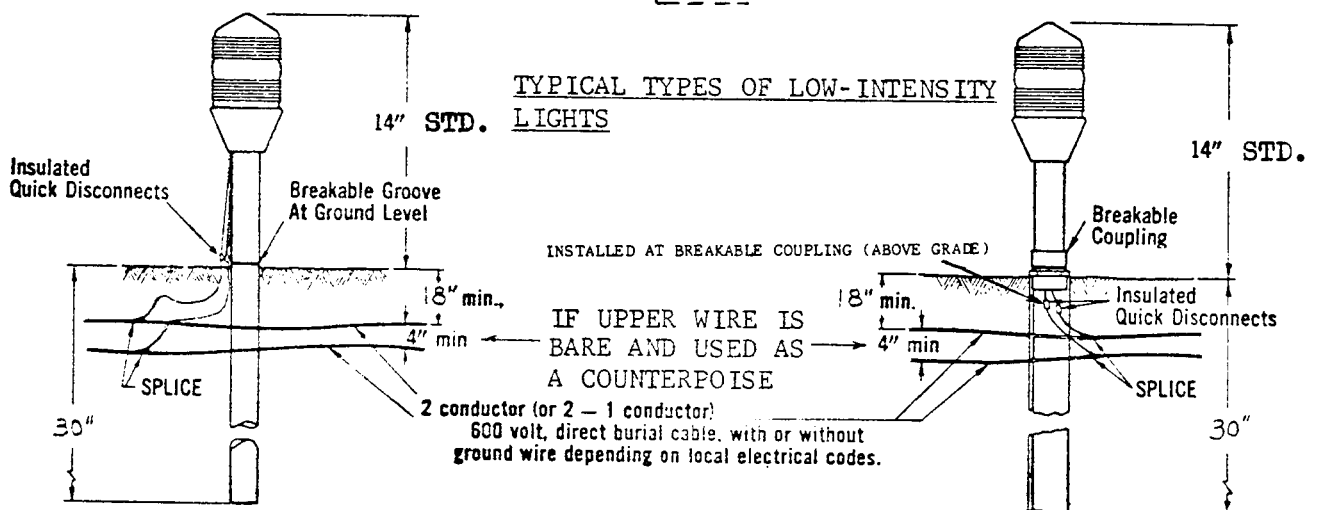 TYPICAL TYPES OF LOW-INTENSITY
LIGHTS
14" STD.
14" STD.
Insulated
Quick Disconnects
Breakable Groove
At Ground Level
Breakable
Coupling
INSTALLED AT BREAKABLE COUPLING (ABOVE GRADE)
18" min.,
18" min.
Insulated
Quick Disconnects
4" min
IF UPPER WIRE IS
BARE AND USED AS
A COUNTERPOISE
4" min
SPLICE
SPLICE
2 conductor (or 2 – 1 conductor)
600 volt, direct burial cable, with or without
ground wire depending on local electrical codes.
30"
30"